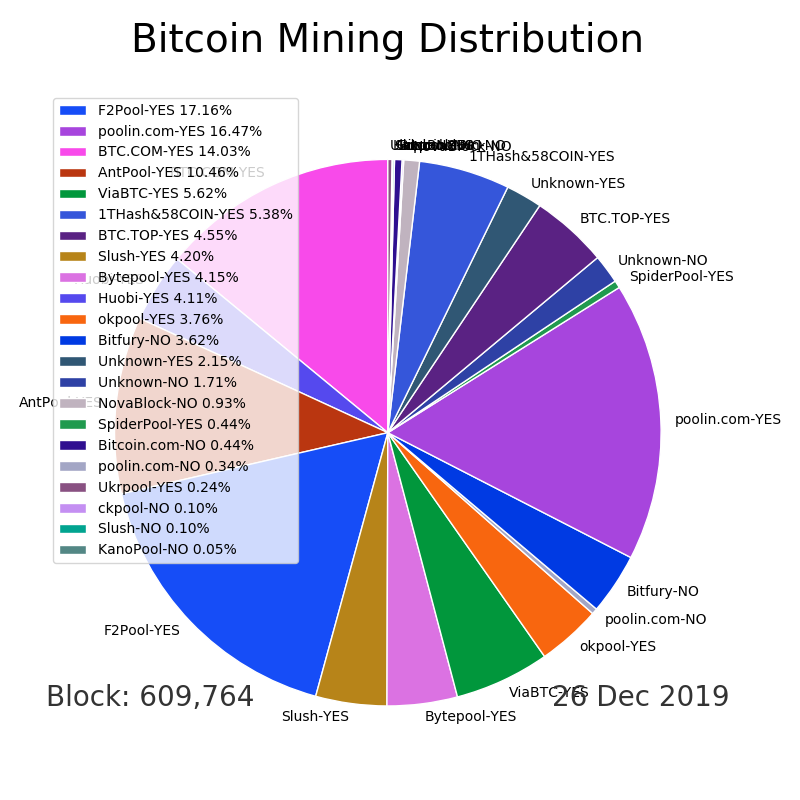 Bitcoin Mining Distribution
F2Pool-YES 17.16%
poolin.com-YES 16.47%
BTC.COM-YES 14.03%
AntPool-YES 10.46%
ViaBTC-YES 5.62%
1THash&58COIN-YES 5.38%
BTC.TOP-YES 4.55%
Slush-YES 4.20%
Bytepool-YES 4.15%
Huobi-YES 4.11%
okpool-YES 3.76%
Bitfury-NO 3.62%
Unknown-YES 2.15%
Unknown-NO 1.71%
NovaBlock-NO 0.93%
SpiderPool-YES 0.44%
Bitcoin.com-NO 0.44%
poolin.com-NO 0.34%
Ukrpool-YES 0.24%
ckpool-NO 0.10%
Slush-NO 0.10%
KanoPool-NO 0.05%
1THash&58COIN-YES
Unknown-YES
BTC.TOP-YES
Unknown-NO
SpiderPool-YES
poolin.com-YES
Bitfury-NO
poolin.com-NO
okpool-YES
ViaBTC-YES
Bytepool-YES
Slush-YES
F2Pool-YES
Block: 609,764
26 Dec 2019